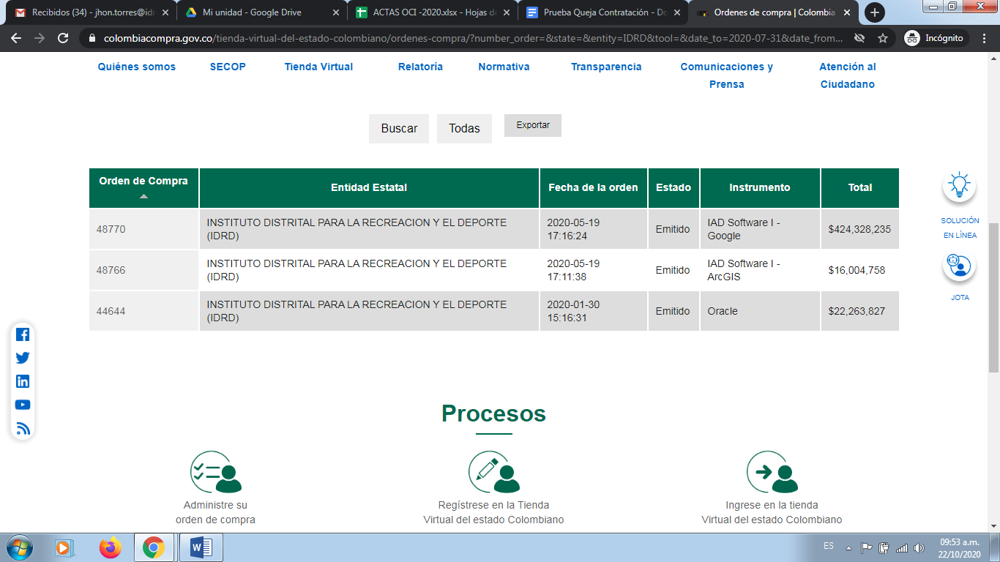 Recibidos (34) - jhon.torres@idr
Mi unidad - Google Drive
ACTAS OCI -2020.xlsx - Hojas de
Prueba Queja Contratación - Do
Ordenes de compra | Colombia
colombiacompra.gov.co/tienda-virtual-del-estado-colombiano/ordenes-compra/?number_order=&state=&entity=IDRD&tool=&date_to=2020-07-31&date_from...
Incógnito
Quiénes somos
SECOP
Tienda Virtual
Relatoría
Normativa
Transparencia
Comunicaciones y
Prensa
Atención al
Ciudadano
Buscar
Todas
Exportar
Orden de Compra
Entidad Estatal
Fecha de la orden
Estado
Instrumento
Total
48770
INSTITUTO DISTRITAL PARA LA RECREACION Y EL DEPORTE
(IDRD)
2020-05-19
17:16:24
Emitido
IAD Software I -
Google
$424,328,235
48766
INSTITUTO DISTRITAL PARA LA RECREACION Y EL DEPORTE
(IDRD)
2020-05-19
17:11:38
Emitido
IAD Software I -
ArcGIS
$16,004,758
44644
INSTITUTO DISTRITAL PARA LA RECREACION Y EL DEPORTE
(IDRD)
2020-01-30
15:16:31
Emitido
Oracle
$22,263,827
SOLUCIÓN
EN LÍNEA
JOTA
Procesos
Administre su
orden de compra
Regístrese en la Tienda
Virtual del estado Colombiano
Ingrese en la tienda
Virtual del estado Colombiano
ES
09:53 a.m.
22/10/2020